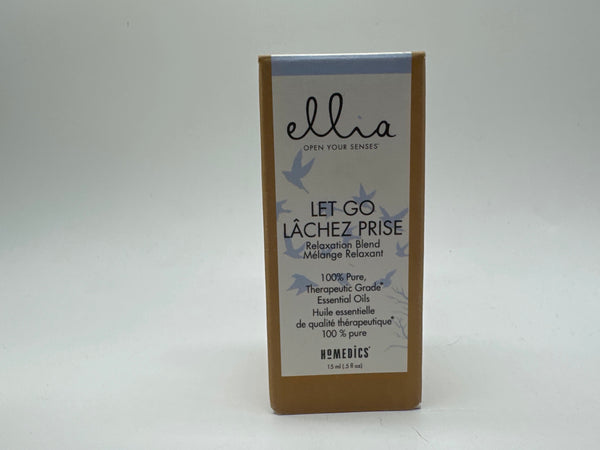 ellia
OPEN YOUR SENSES®
LET GO
LÂCHEZ PRISE
Relaxation Blend
Mélange Relaxant
100% Pure,
Therapeutic Grade*
Essential Oils
Huile essentielle
de qualité thérapeutique*
100 % pure
HOMEDICS®
15 ml (.5 fl oz)